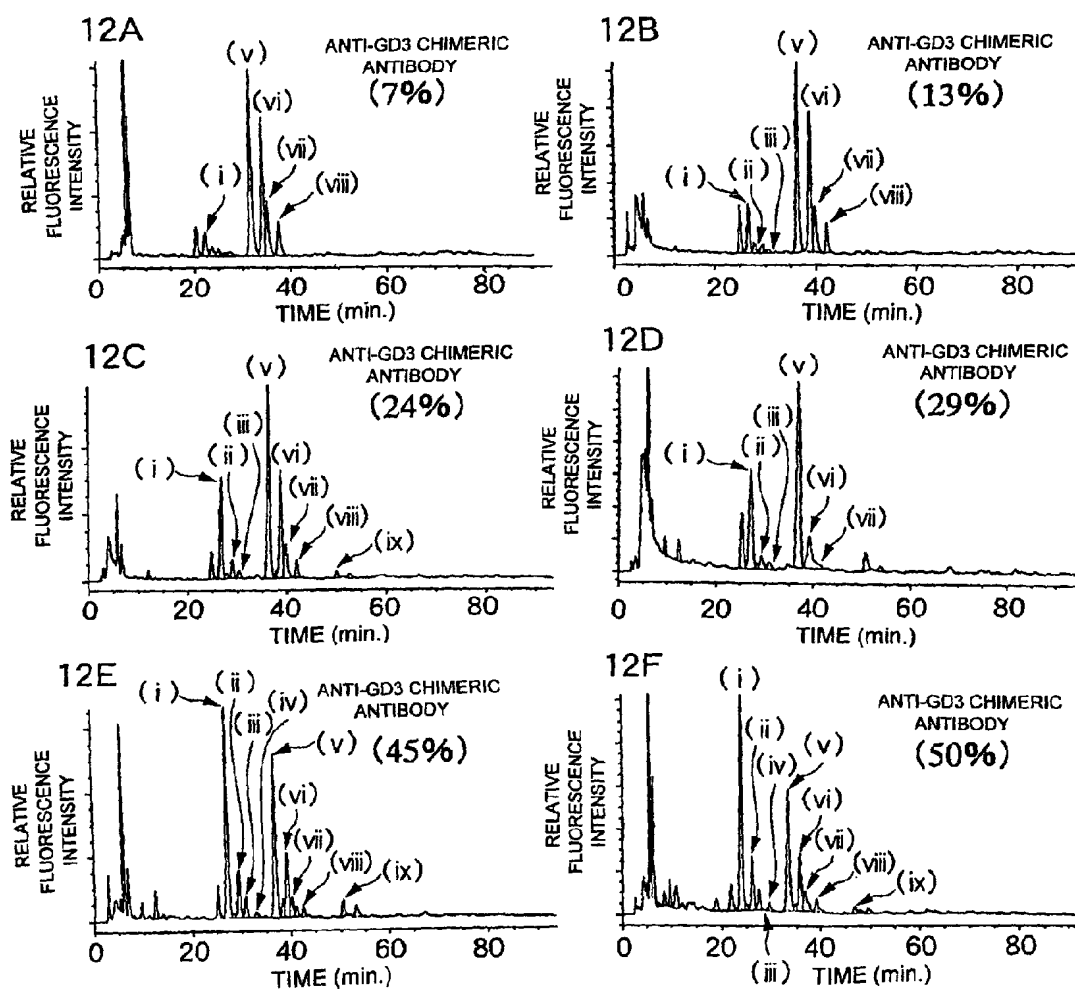 12A
ANTI-GD3 CHIMERIC
ANTIBODY
(7%)
(v)
(vi)
(vii)
(i)
(viii)
RELATIVE
FLUORESCENCE
INTENSITY
0 20 40 60 80
TIME (min.)
12B
ANTI-GD3 CHIMERIC
ANTIBODY
(13%)
(v)
(vi)
(iii)
(ii)
(i)
(vii)
(viii)
RELATIVE
FLUORESCENCE
INTENSITY
0 20 40 60 80
TIME (min.)
12C
ANTI-GD3 CHIMERIC
ANTIBODY
(24%)
(v)
(iii)
(ii)
(i)
(vi)
(vii)
(viii)
(ix)
RELATIVE
FLUORESCENCE
INTENSITY
0 20 40 60 80
TIME (min.)
12D
ANTI-GD3 CHIMERIC
ANTIBODY
(29%)
(v)
(iii)
(ii)
(i)
(vi)
(vii)
RELATIVE
FLUORESCENCE
INTENSITY
0 20 40 60 80
TIME (min.)
12E
ANTI-GD3 CHIMERIC
ANTIBODY
(45%)
(i)
(ii)
(iii)
(iv)
(v)
(vi)
(vii)
(viii)
(ix)
RELATIVE
FLUORESCENCE
INTENSITY
0 20 40 60 80
TIME (min.)
12F
ANTI-GD3 CHIMERIC
ANTIBODY
(50%)
(i)
(ii)
(iv)
(v)
(vi)
(vii)
(viii)
(ix)
RELATIVE
FLUORESCENCE
INTENSITY
0 20 40 60 80
(iii)
TIME (min.)